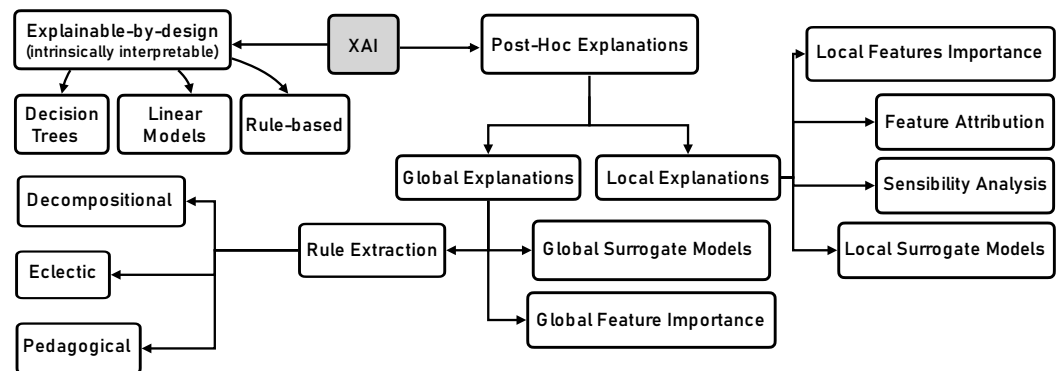 Explainable-by-design
(intrinsically interpretable)
XAI
Post-Hoc Explanations
Local Features Importance
Decision
Trees
Linear
Models
Rule-based
Feature Attribution
Global Explanations
Local Explanations
Sensibility Analysis
Decompositional
Rule Extraction
Global Surrogate Models
Local Surrogate Models
Eclectic
Global Feature Importance
Pedagogical